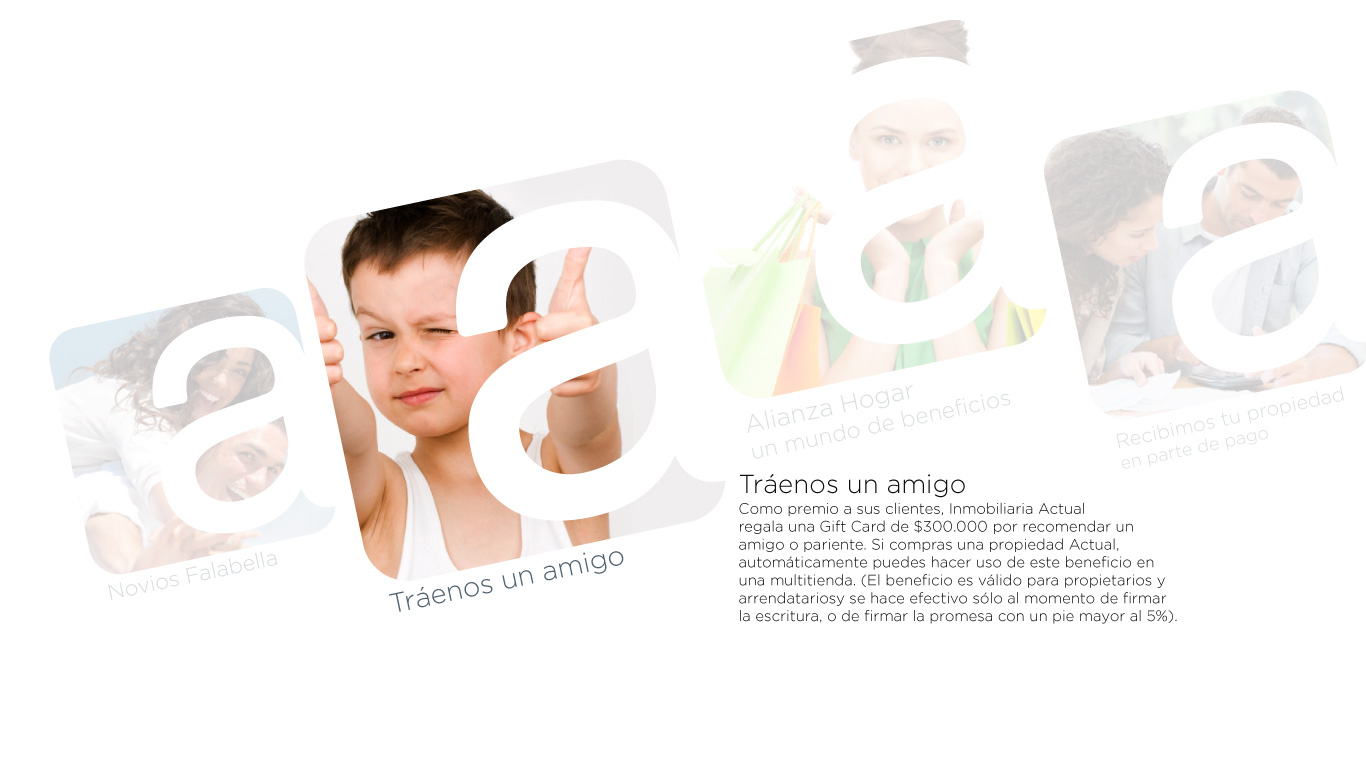 a
a
a
a
Novios Falabella
Tráenos un amigo
Alianza Hogar
un mundo de beneficios
Recibimos tu propiedad
en parte de pago
Tráenos un amigo
Como premio a sus clientes, Inmobiliaria Actual
regala una Gift Card de $300.000 por recomendar un
amigo o pariente. Si compras una propiedad Actual,
automáticamente puedes hacer uso de este beneficio en
una multitienda. (El beneficio es válido para propietarios y
arrendatariosy se hace efectivo sólo al momento de firmar
la escritura, o de firmar la promesa con un pie mayor al 5%).